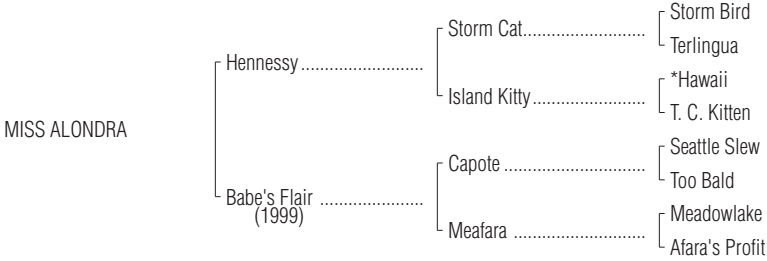 Storm Bird
Storm Cat..........................
Terlingua
Hennessy ..........................
*Hawaii
Island Kitty........................
T. C. Kitten
MISS ALONDRA
Seattle Slew
Capote ..............................
Too Bald
Babe's Flair ......................
(1999)
Meadowlake
Meafara ............................
Afara's Profit